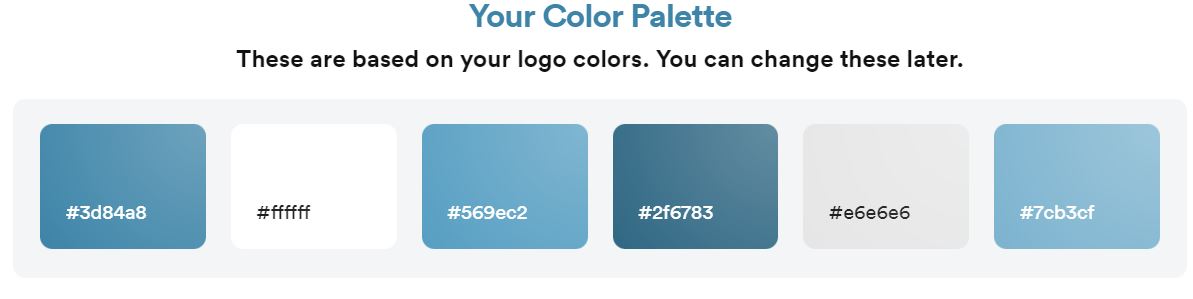 Your Color Palette
These are based on your logo colors. You can change these later.
#3d84a8
#ffffff
#569ec2
#2f6783
#e6e6e6
#7cb3cf